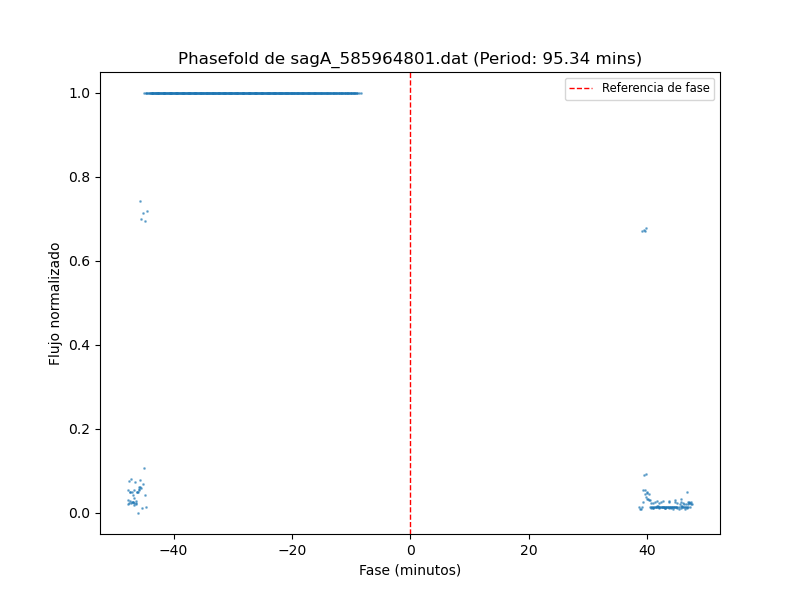 Phasefold de sagA_585964801.dat (Period: 95.34 mins)
Referencia de fase
Flujo normalizado
1.0
0.8
0.6
0.4
0.2
0.0
−40
−20
0
20
40
Fase (minutos)